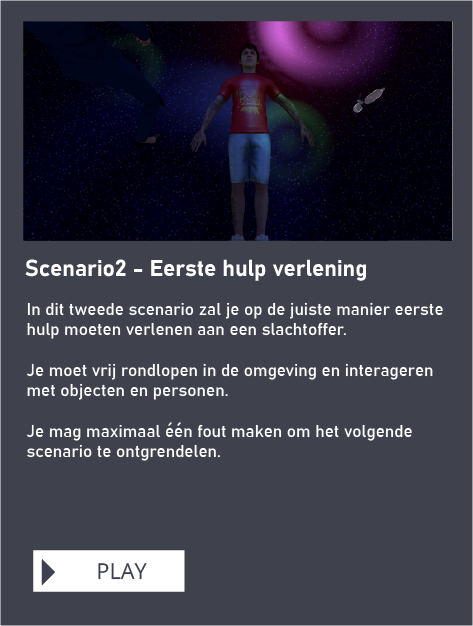 Scenario2 - Eerste hulp verlening
In dit tweede scenario zal je op de juiste manier eerste
hulp moeten verlenen aan een slachtoffer.
Je moet vrij rondlopen in de omgeving en interageren
met objecten en personen.
Je mag maximaal één fout maken om het volgende
scenario te ontgrendelen.
PLAY